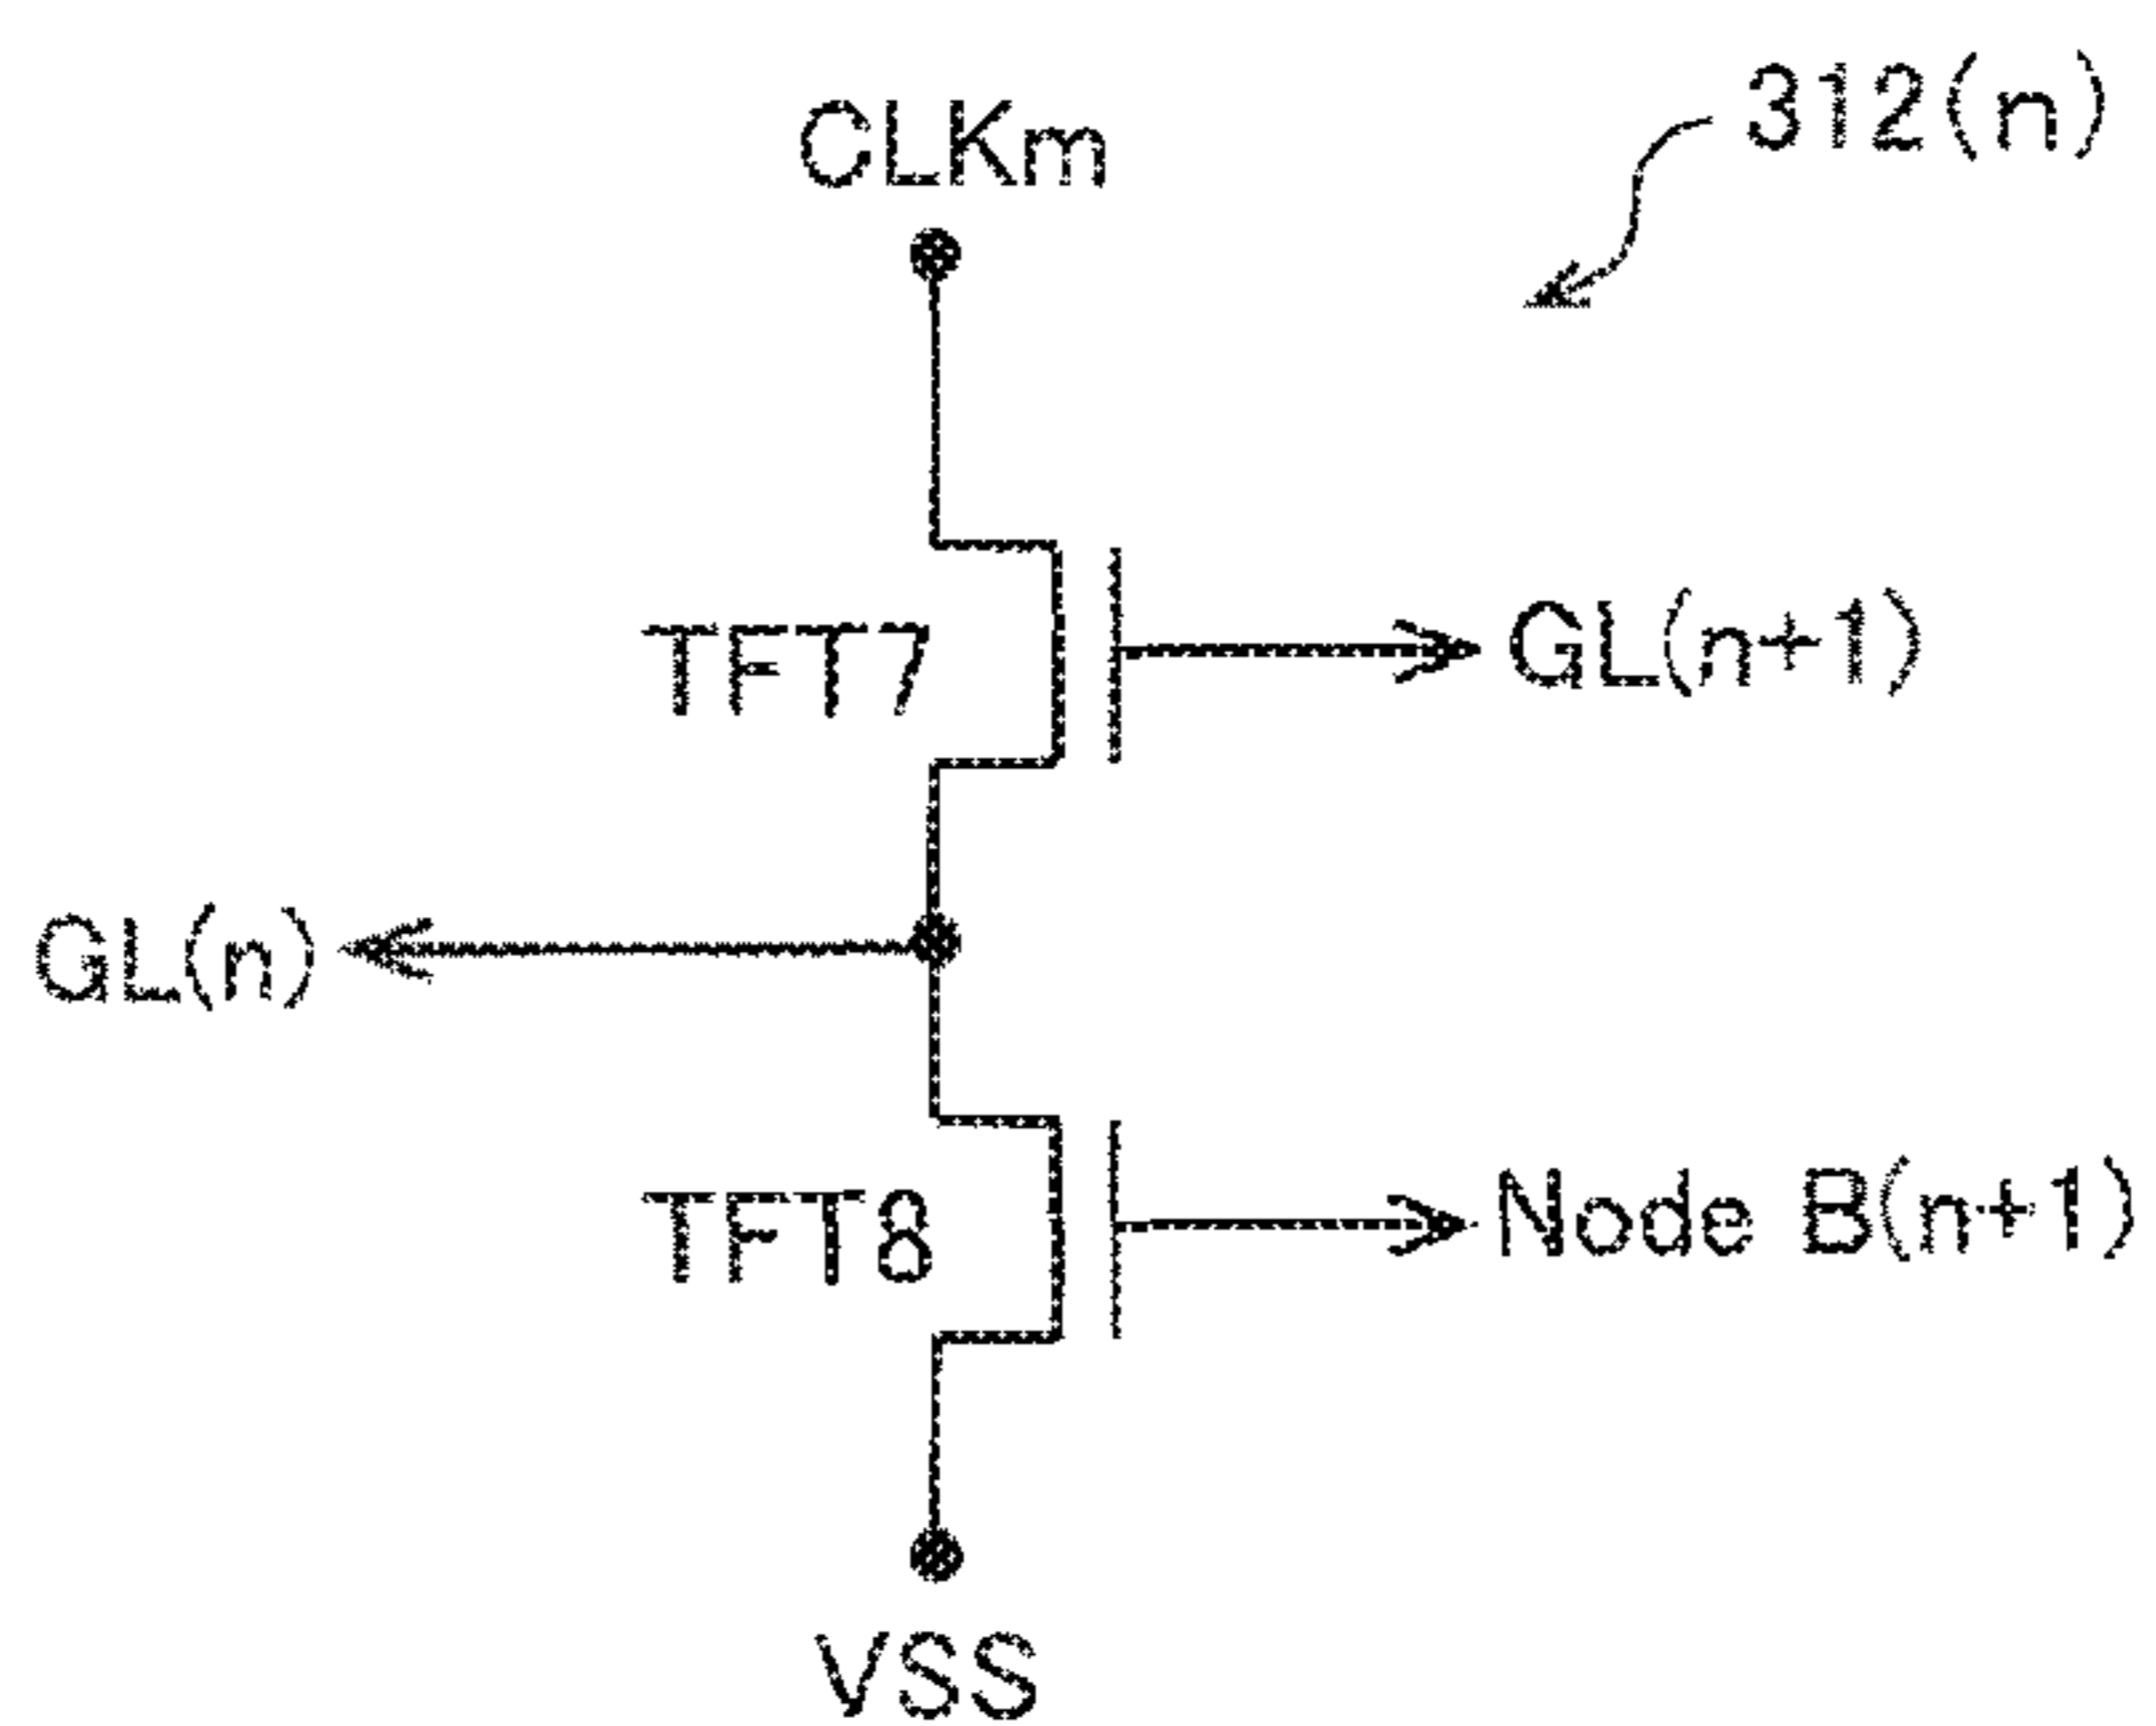 312(n)
CLKm
TFT7
GL(n+1)
GL(n)
TFT8
Node B(n+1)
VSS